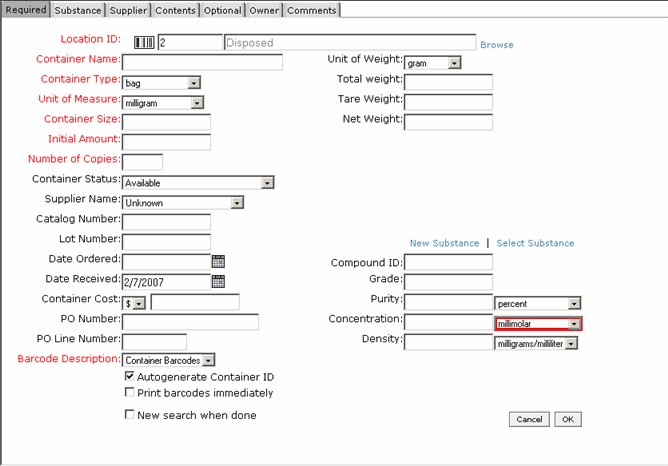 Required Substance Supplier Contents Optional Owner Comments
Location ID: 2 Disposed Browse
Container Name: Unit of Weight: gram
Container Type: bag Total weight:
Unit of Measure: milligram Tare Weight:
Container Size: Net Weight:
Initial Amount:
Number of Copies:
Container Status: Available
Supplier Name: Unknown
Catalog Number:
Lot Number: New Substance | Select Substance
Date Ordered: Compound ID:
Date Received: 2/7/2007 Grade:
Container Cost: $ Purity: percent
PO Number: Concentration: millimolar
PO Line Number: Density: milligrams/milliliter
Barcode Description: Container Barcodes
Autogenerate Container ID
Print barcodes immediately
New search when done
Cancel OK